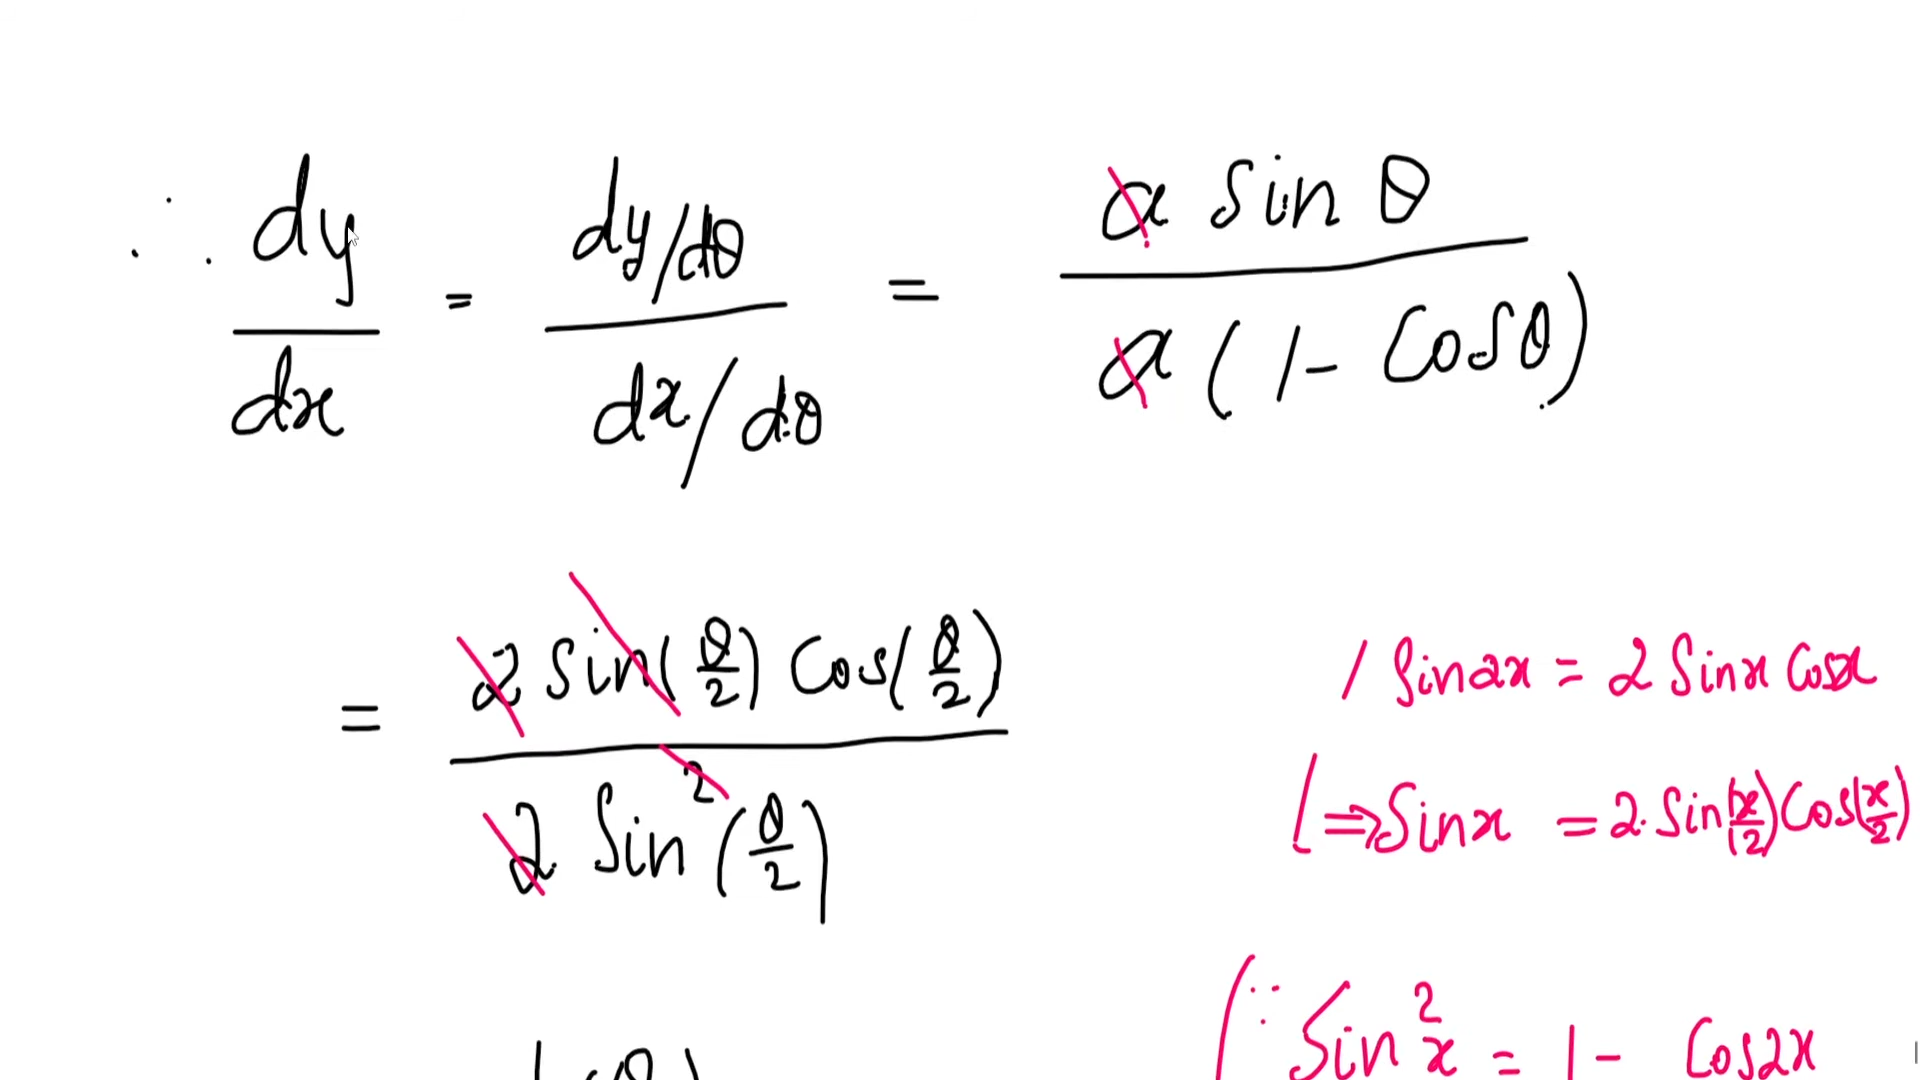 ∴ dy/dx = (dy/dθ)/(dx/dθ) = a Sin θ / a(1 - Cosθ)
= 2 Sin(θ/2) Cos(θ/2) / 2 Sin²(θ/2)
Sin2x = 2 Sinx Cosx
⇒ Sinx = 2 · Sin(x/2) Cos(x/2)
∵ Sin²x = 1 - Cos2x